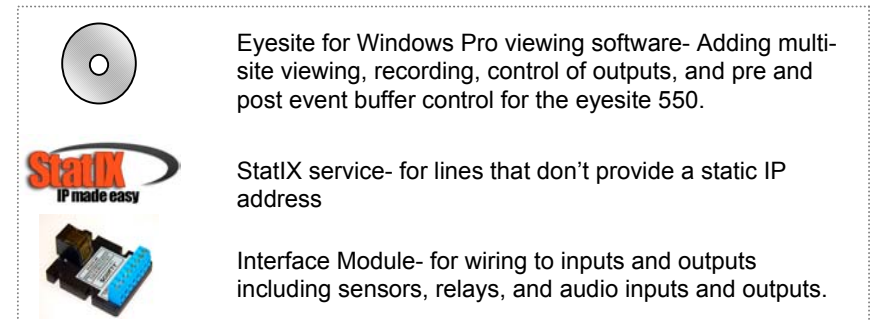 Eyesite for Windows Pro viewing software- Adding multi-
site viewing, recording, control of outputs, and pre and
post event buffer control for the eyesite 550.
StatIX
IP made easy
StatIX service- for lines that don’t provide a static IP
address
Interface Module- for wiring to inputs and outputs
including sensors, relays, and audio inputs and outputs.